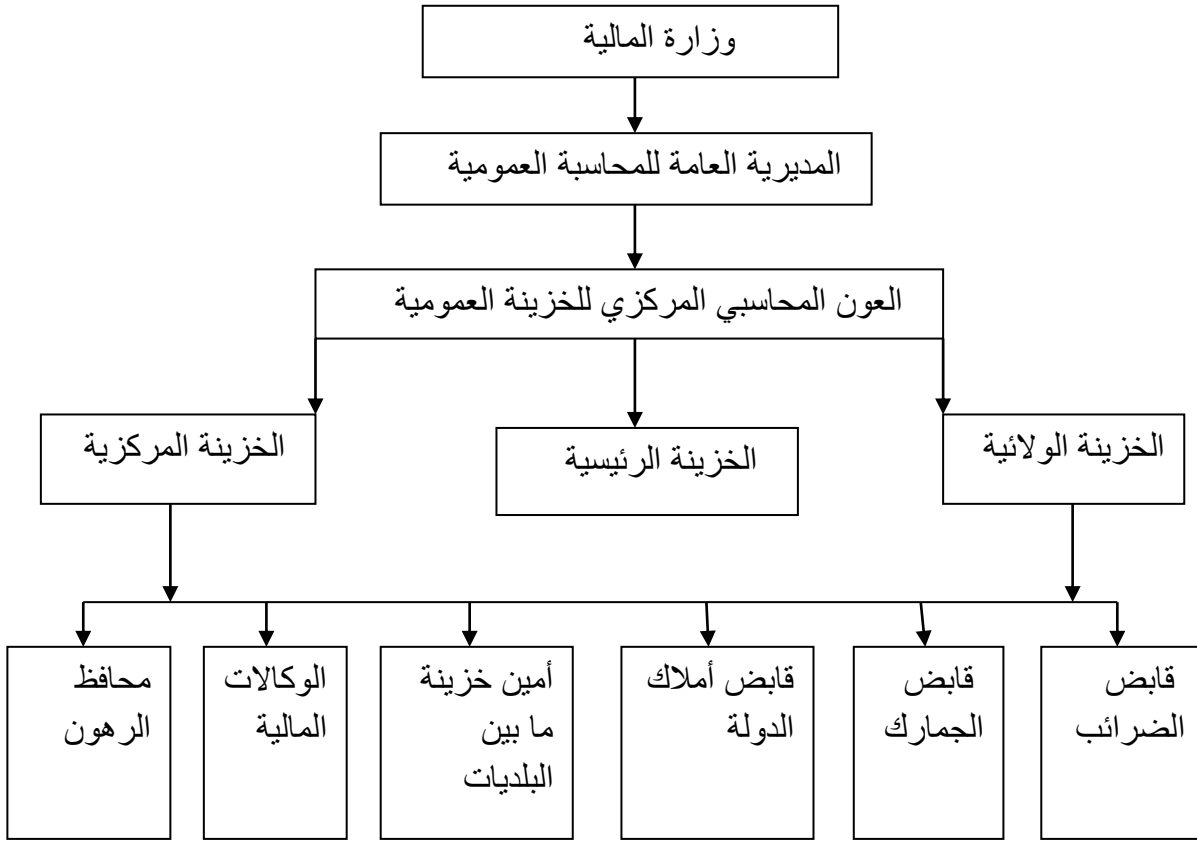 وزارة المالية
المديرية العامة للمحاسبة العمومية
العون المحاسبي المركزي للخزينة العمومية
الخزينة الولائية
الخزينة الرئيسية
الخزينة المركزية
قابض
الضرائب
قابض
الجمارك
قابض أملاك
الدولة
أمين خزينة
ما بين
البلديات
الوكالات
المالية
محافظ
الرهون